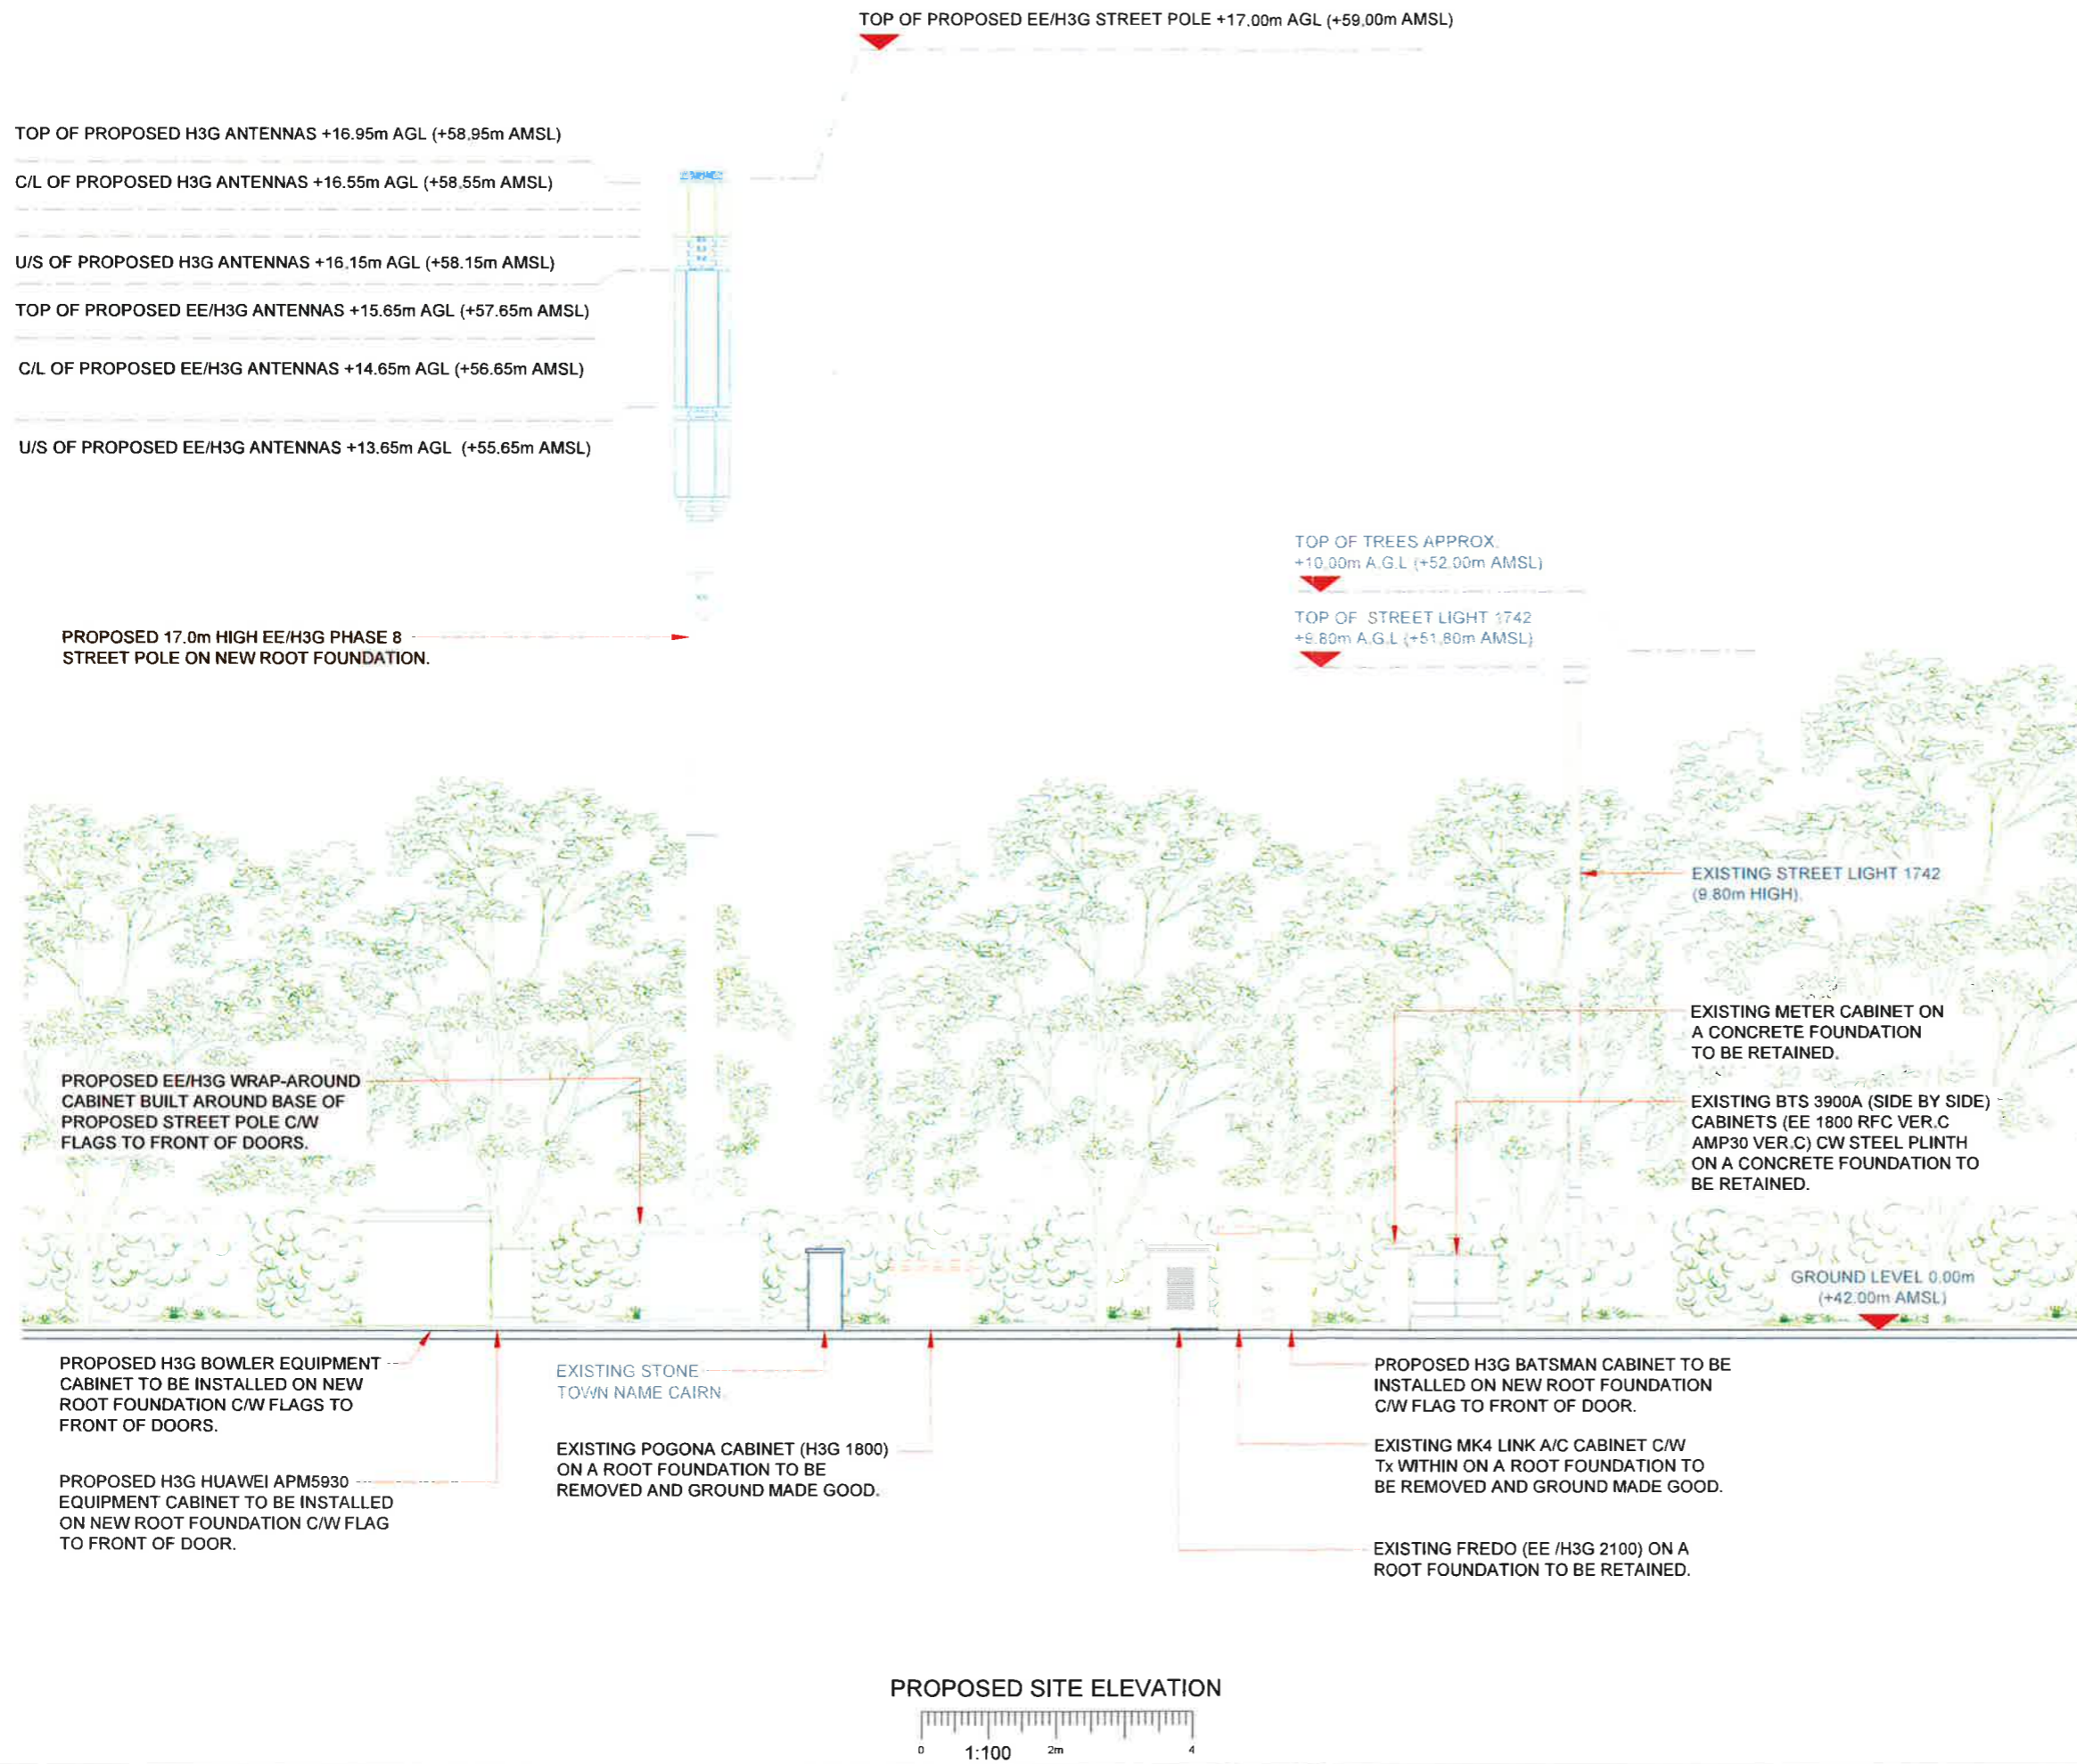 TOP OF PROPOSED EE/H3G STREET POLE +17.00m AGL (+59.00m AMSL)
TOP OF PROPOSED H3G ANTENNAS +16.95m AGL (+58.95m AMSL)
C/L OF PROPOSED H3G ANTENNAS +16.55m AGL (+58.55m AMSL)
U/S OF PROPOSED H3G ANTENNAS +16.15m AGL (+58.15m AMSL)
TOP OF PROPOSED EE/H3G ANTENNAS +15.65m AGL (+57.65m AMSL)
C/L OF PROPOSED EE/H3G ANTENNAS +14.65m AGL (+56.65m AMSL)
U/S OF PROPOSED EE/H3G ANTENNAS +13.65m AGL (+55.65m AMSL)
TOP OF TREES APPROX.
+10.00m A.G.L (+52.00m AMSL)
TOP OF STREET LIGHT 1742
+9.80m A.G.L (+51.80m AMSL)
PROPOSED 17.0m HIGH EE/H3G PHASE 8
STREET POLE ON NEW ROOT FOUNDATION.
EXISTING STREET LIGHT 1742
(9.80m HIGH).
EXISTING METER CABINET ON
A CONCRETE FOUNDATION
TO BE RETAINED.
PROPOSED EE/H3G WRAP-AROUND
CABINET BUILT AROUND BASE OF
PROPOSED STREET POLE C/W
FLAGS TO FRONT OF DOORS.
EXISTING BTS 3900A (SIDE BY SIDE)
CABINETS (EE 1800 RFC VER.C
AMP30 VER.C) CW STEEL PLINTH
ON A CONCRETE FOUNDATION TO
BE RETAINED.
GROUND LEVEL 0.00m
(+42.00m AMSL)
PROPOSED H3G BOWLER EQUIPMENT
CABINET TO BE INSTALLED ON NEW
ROOT FOUNDATION C/W FLAGS TO
FRONT OF DOORS.
PROPOSED H3G HUAWEI APM5930
EQUIPMENT CABINET TO BE INSTALLED
ON NEW ROOT FOUNDATION C/W FLAG
TO FRONT OF DOOR.
EXISTING STONE
TOWN NAME CAIRN.
EXISTING POGONA CABINET (H3G 1800)
ON A ROOT FOUNDATION TO BE
REMOVED AND GROUND MADE GOOD.
PROPOSED H3G BATSMAN CABINET TO BE
INSTALLED ON NEW ROOT FOUNDATION
C/W FLAG TO FRONT OF DOOR.
EXISTING MK4 LINK A/C CABINET C/W
Tx WITHIN ON A ROOT FOUNDATION TO
BE REMOVED AND GROUND MADE GOOD.
EXISTING FREDO (EE /H3G 2100) ON A
ROOT FOUNDATION TO BE RETAINED.
PROPOSED SITE ELEVATION
0 1:100 2m 4